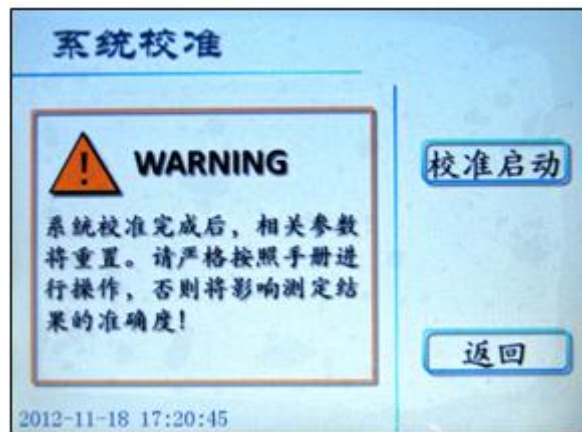 系统校准
WARNING
系统校准完成后，相关参数
将重置。请严格按照手册进
行操作，否则将影响测定结
果的准确度！
校准启动
返回
2012-11-18 17:20:45